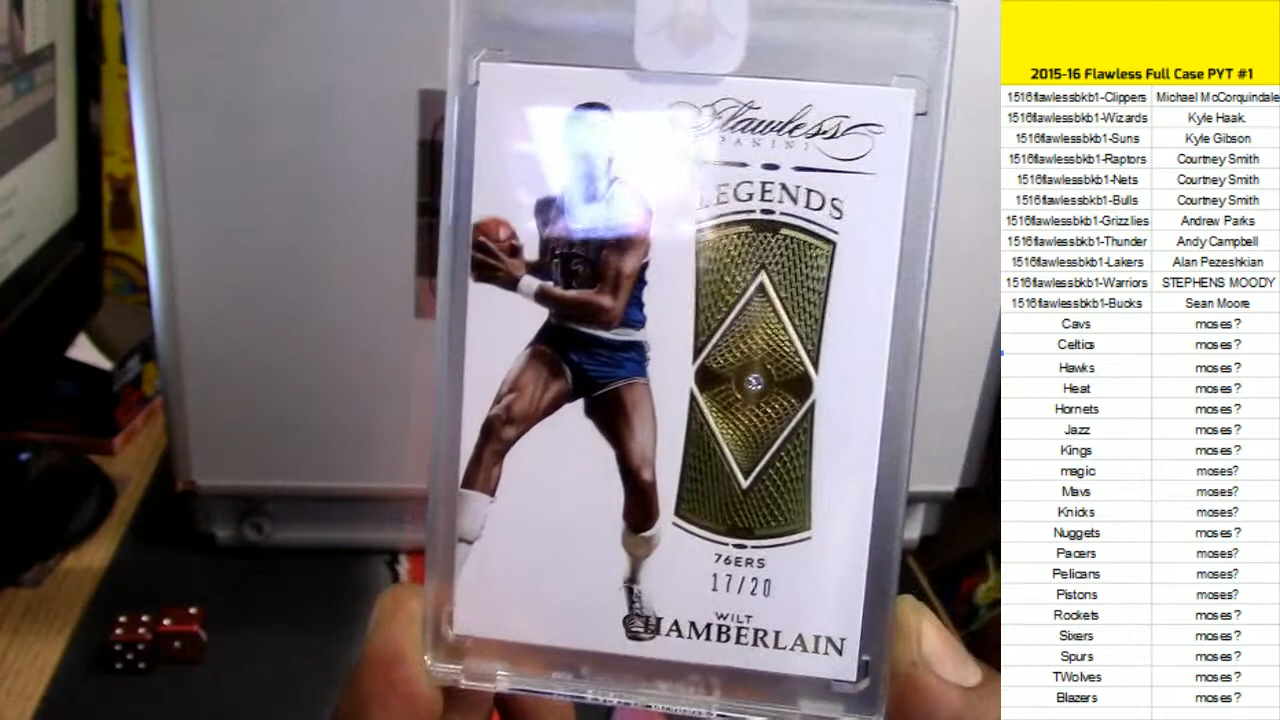 Flawless
PANINI
LEGENDS
13
76ERS
17/20
WILT
CHAMBERLAIN
2015-16 Flawless Full Case PYT #1
1516flawlessbkb1-Clippers Michael McCorquindale
1516flawlessbkb1-Wizards Kyle Haak.
1516flawlessbkb1-Suns Kyle Gibson
1516flawlessbkb1-Raptors Courtney Smith
1516flawlessbkb1-Nets Courtney Smith
1516flawlessbkb1-Bulls Courtney Smith
1516flawlessbkb1-Grizzlies Andrew Parks
1516flawlessbkb1-Thunder Andy Campbell
1516flawlessbkb1-Lakers Alan Pezeshkian
1516flawlessbkb1-Warriors STEPHENS MOODY
1516flawlessbkb1-Bucks Sean Moore
Cavs moses?
Celtics moses?
Hawks moses?
Heat moses?
Hornets moses?
Jazz moses?
Kings moses?
magic moses?
Mavs moses?
Knicks moses?
Nuggets moses?
Pacers moses?
Pelicans moses?
Pistons moses?
Rockets moses?
Sixers moses?
Spurs moses?
TWolves moses?
Blazers moses?